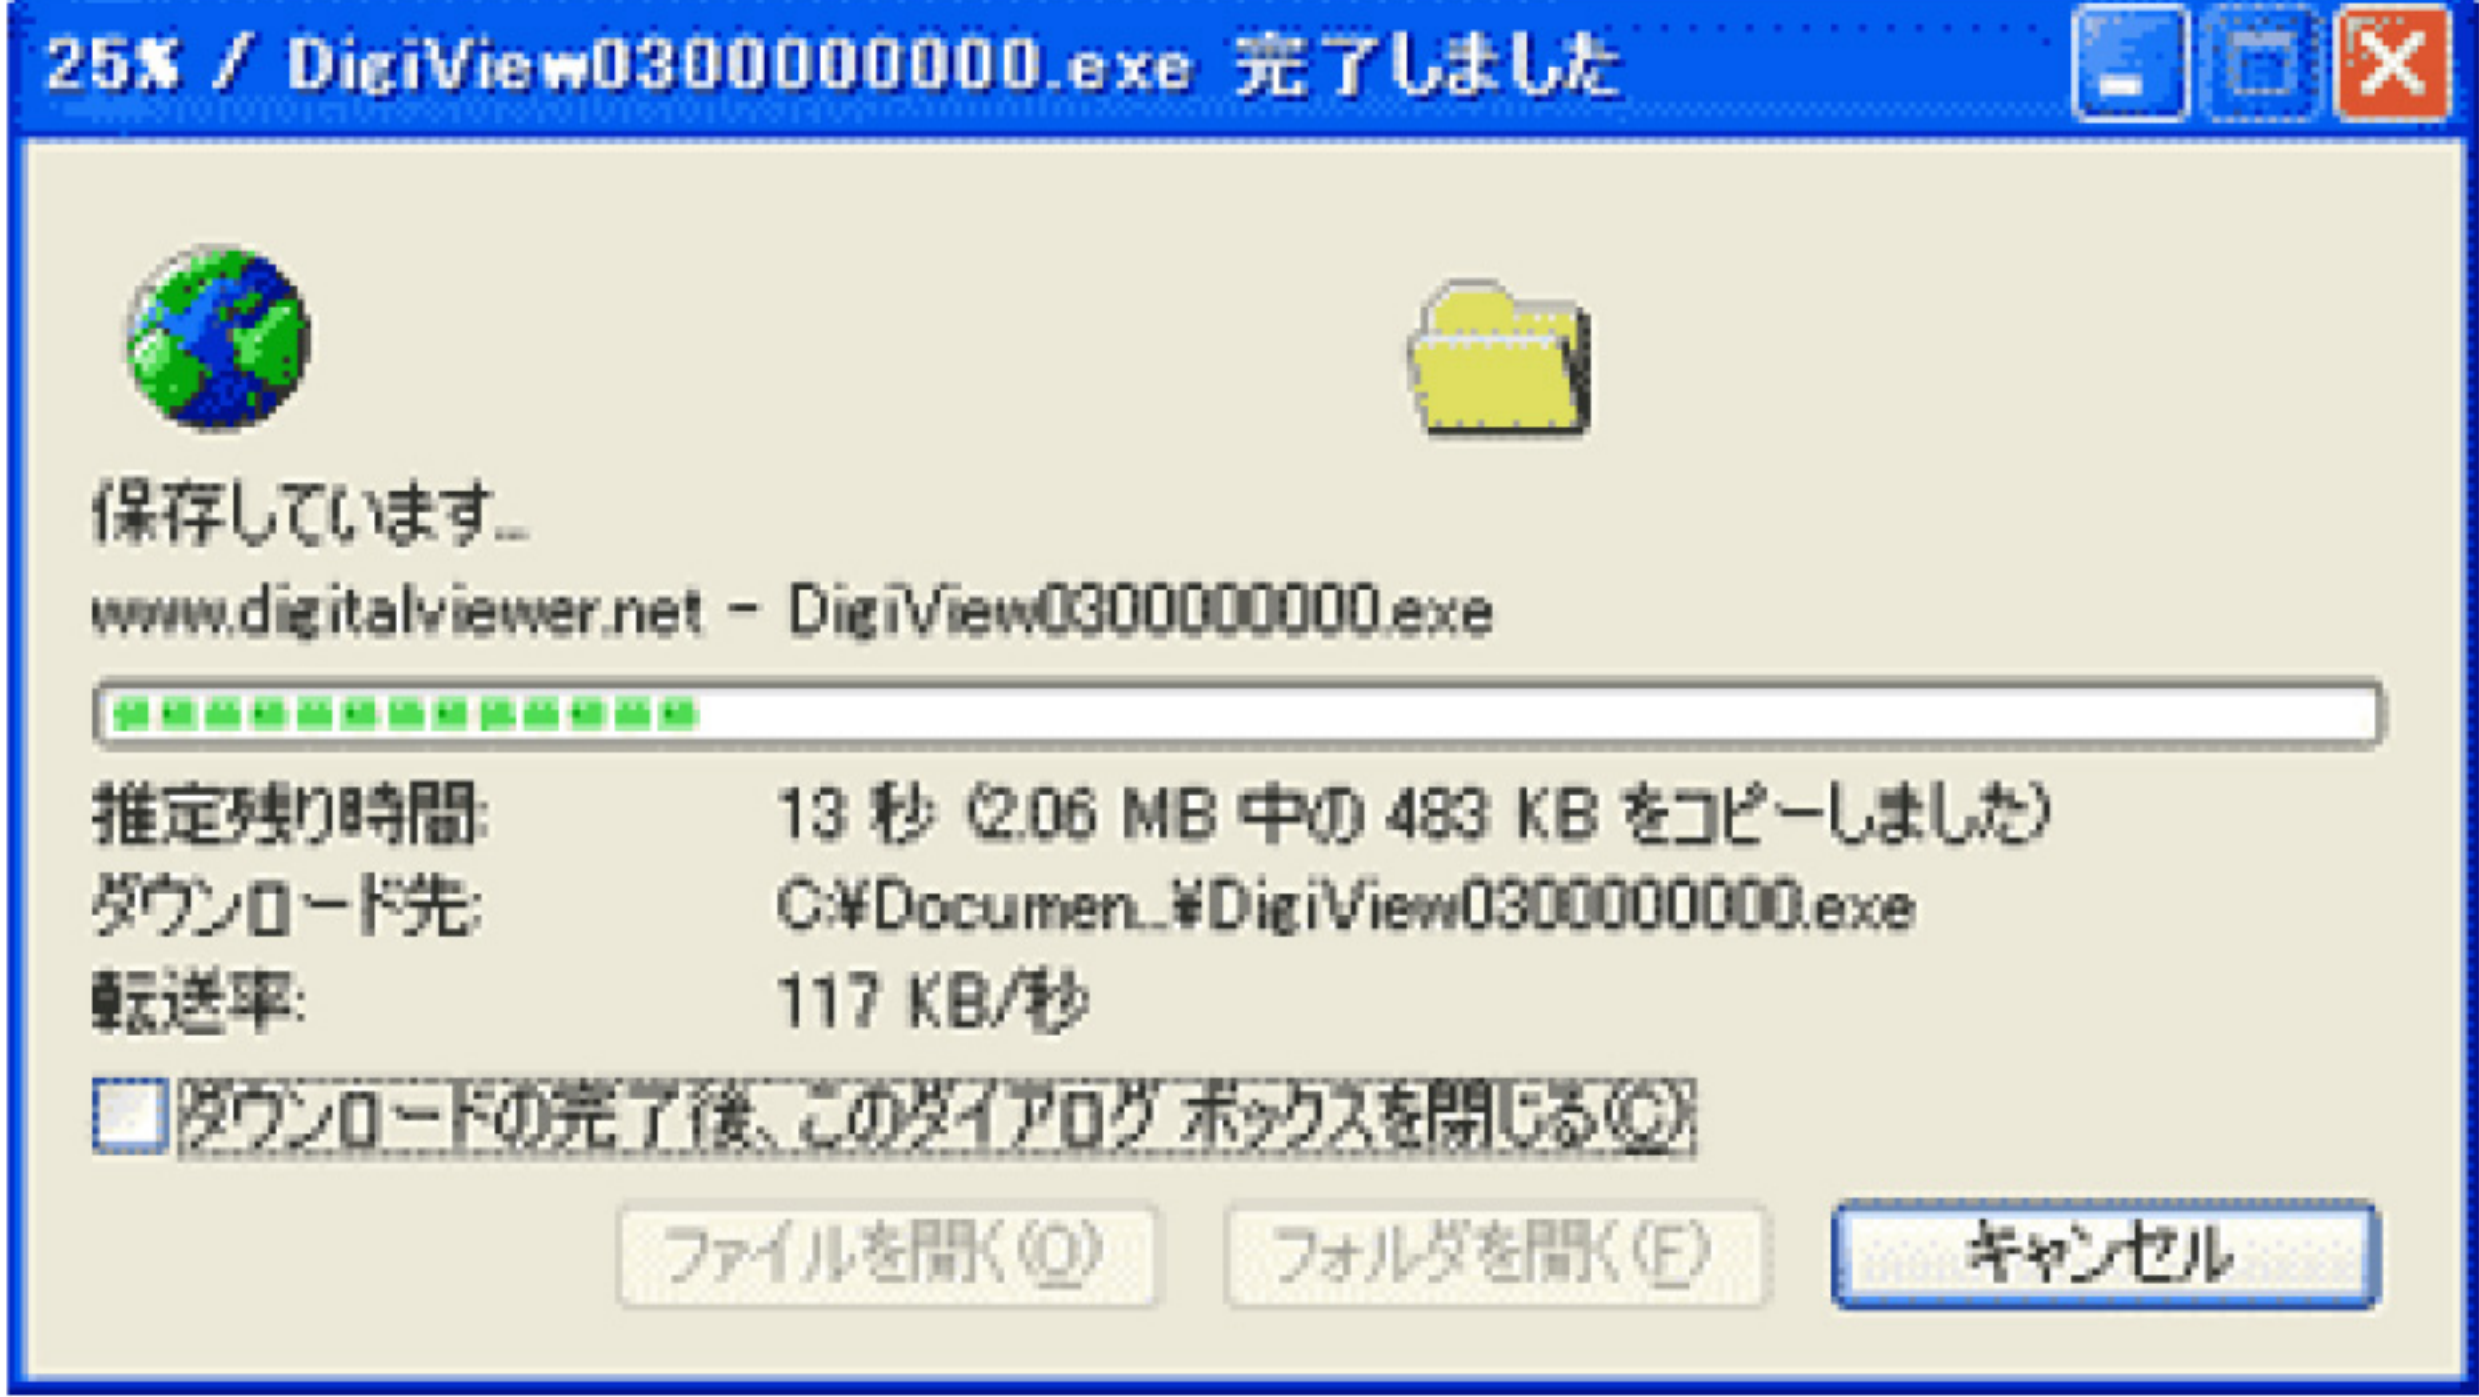 25% / DigiView0300000000.exe 完了しました
保存しています...
www.digitalviewer.net - DigiView0300000000.exe
推定残り時間: 13 秒 (2.06 MB 中の 483 KB をコピーしました)
ダウンロード先: C:¥Documen...¥DigiView0300000000.exe
転送率: 117 KB/秒
ダウンロードの完了後、このダイアログ ボックスを閉じる(C)
ファイルを開く(O) フォルダを開く(F) キャンセル